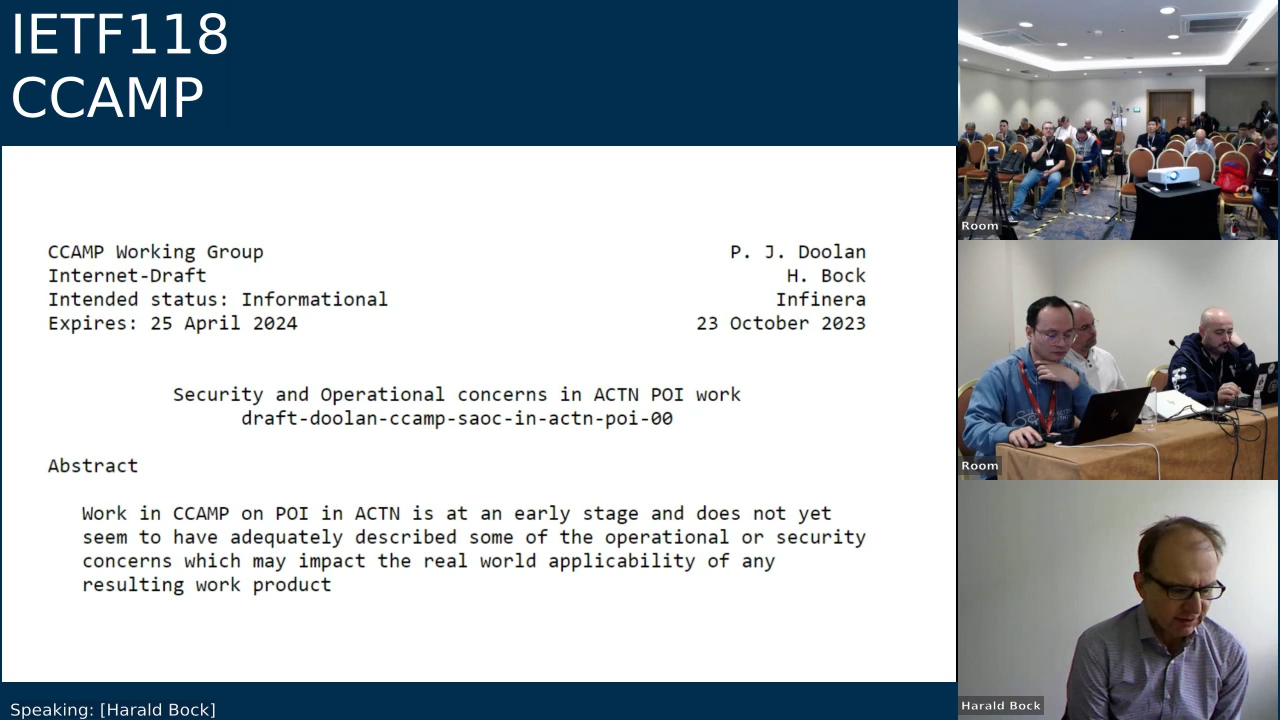 IETF118
CCAMP
CCAMP Working Group P. J. Doolan
Internet-Draft H. Bock
Intended status: Informational Infinera
Expires: 25 April 2024 23 October 2023
Security and Operational concerns in ACTN POI work
draft-doolan-ccamp-saoc-in-actn-poi-00
Abstract
Work in CCAMP on POI in ACTN is at an early stage and does not yet
seem to have adequately described some of the operational or security
concerns which may impact the real world applicability of any
resulting work product
Speaking: [Harald Bock]
Room
Room
Harald Bock